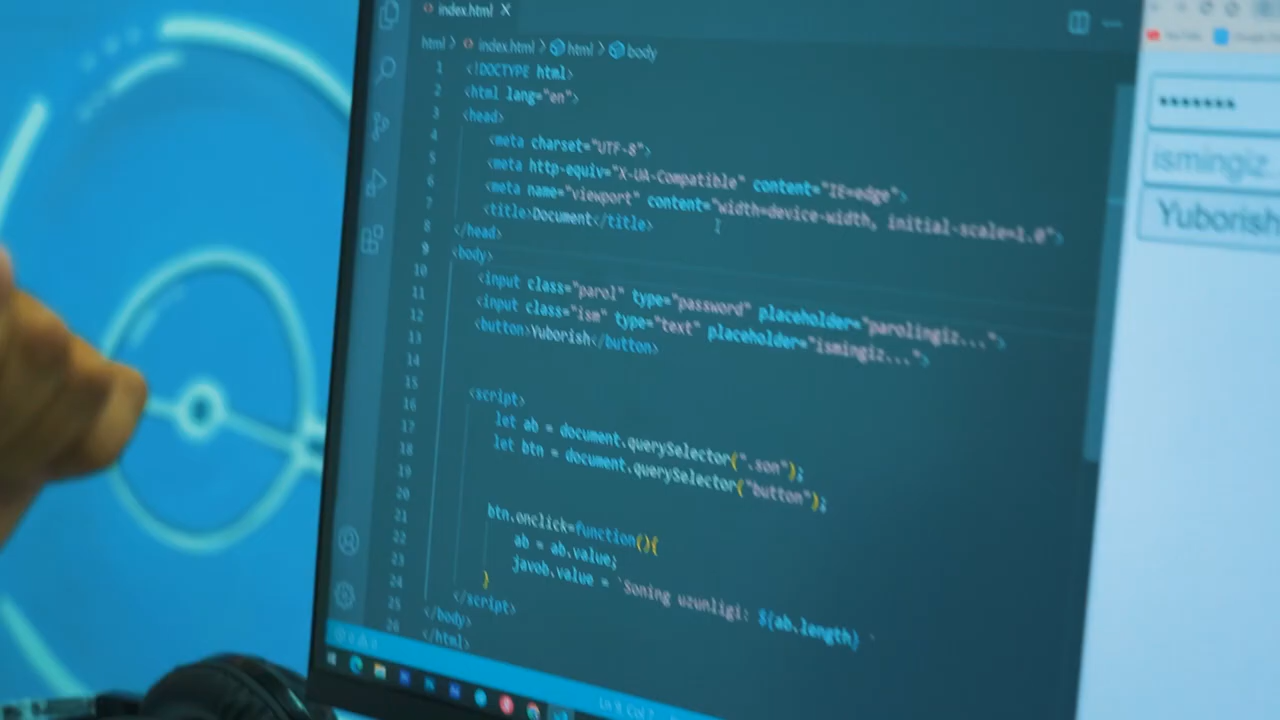 index.html X
html > index.html > html > body
1 <!DOCTYPE html>
2 <html lang="en">
3 <head>
4 <meta charset="UTF-8">
5 <meta http-equiv="X-UA-Compatible" content="IE=edge">
6 <meta name="viewport" content="width=device-width, initial-scale=1.0">
7 <title>Document</title>
8 </head>
9 <body>
10 <input class="parol" type="password" placeholder="parolingiz...">
11 <input class="ism" type="text" placeholder="ismingiz...">
12 <button>Yuborish</button>
13
14
15 <script>
16 let ab = document.querySelector(".son");
17 let btn = document.querySelector("button");
18
19
20 btn.onclick=function(){
21 ab = ab.value;
22 javob.value = `Soning uzunligi: ${ab.length} `
23 }
24 </script>
25 </body>
26 </html>
•••••••
ismingiz...
Yuborish